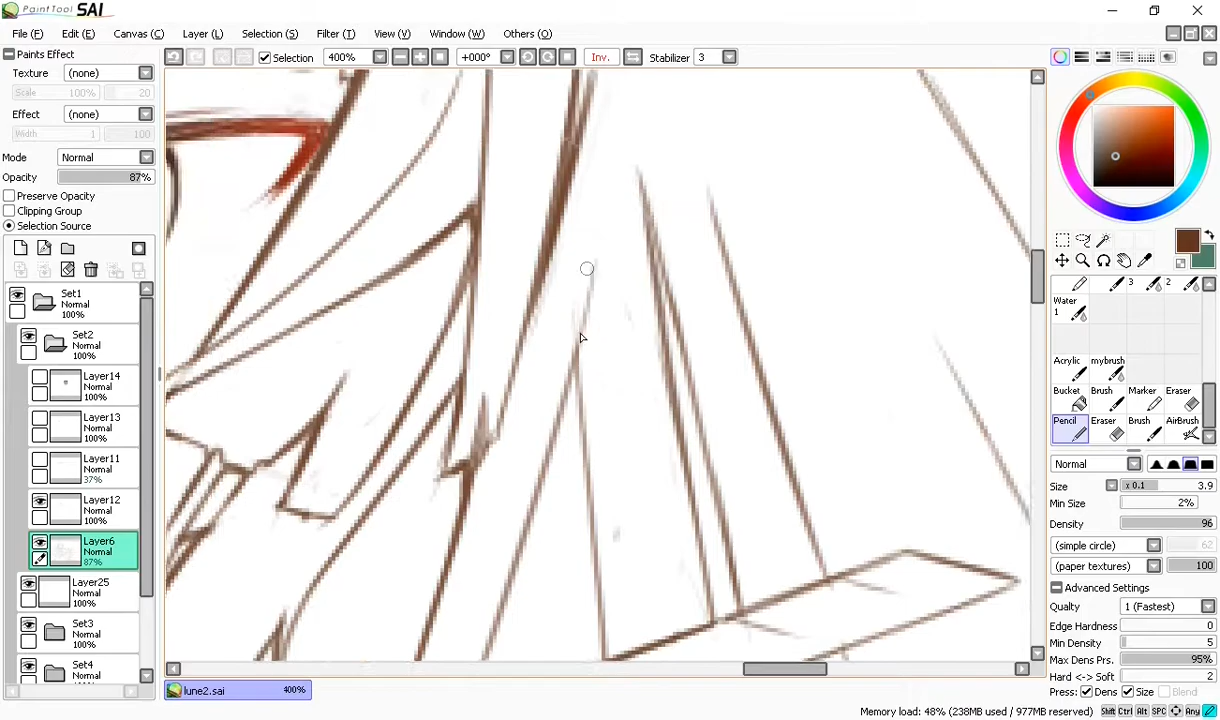 PaintTool SAI
File (F) Edit (E) Canvas (C) Layer (L) Selection (S) Filter (T) View (V) Window (W) Others (O)
Selection 400% +000° Inv. Stabilizer 3
Paints Effect
Texture (none)
Scale 100% 20
Effect (none)
Width 1 100
Mode Normal
Opacity 87%
Preserve Opacity
Clipping Group
Selection Source
Set1
Normal
100%
Set2
Normal
100%
Layer14
Normal
100%
Layer13
Normal
100%
Layer11
Normal
37%
Layer12
Normal
100%
Layer6
Normal
87%
Layer25
Normal
100%
Set3
Normal
100%
Set4
Normal
100%
3 2
Water
1
Acrylic mybrush
Bucket Brush Marker Eraser
Pencil Eraser Brush AirBrush
Normal
Size x 0.1 3.9
Min Size 2%
Density 96
(simple circle) 62
(paper textures) 100
Advanced Settings
Qualty 1 (Fastest)
Edge Hardness 0
Min Density 5
Max Dens Prs. 95%
Hard <-> Soft 2
Press: Dens Size Blend
lune2.sai 400%
Memory load: 48% (238MB used / 977MB reserved) Shift Ctrl Alt SPC Any